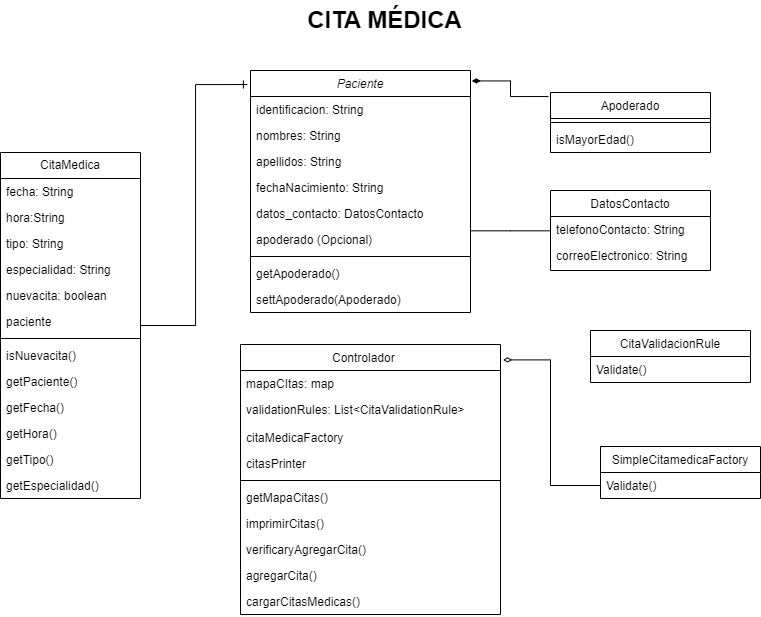 CITA MÉDICA
Paciente
identificacion: String
nombres: String
apellidos: String
fechaNacimiento: String
datos_contacto: DatosContacto
apoderado (Opcional)
getApoderado()
settApoderado(Apoderado)
Apoderado
isMayorEdad()
CitaMedica
fecha: String
hora:String
tipo: String
especialidad: String
nuevacita: boolean
paciente
isNuevacita()
getPaciente()
getFecha()
getHora()
getTipo()
getEspecialidad()
DatosContacto
telefonoContacto: String
correoElectronico: String
Controlador
mapaCItas: map
validationRules: List<CitaValidationRule>
citaMedicaFactory
citasPrinter
getMapaCitas()
imprimirCitas()
verificaryAgregarCita()
agregarCita()
cargarCitasMedicas()
CitaValidacionRule
Validate()
SimpleCitamedicaFactory
Validate()